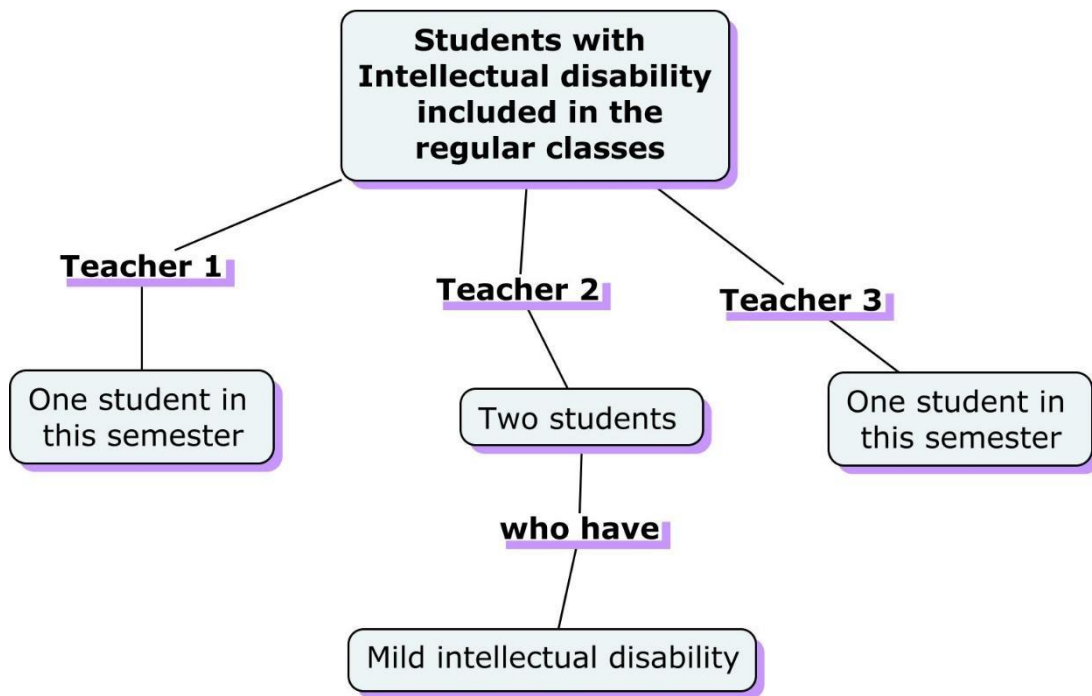 Students with
Intellectual disability
included in the
regular classes
Teacher 1
Teacher 2
Teacher 3
One student in
this semester
Two students
One student in
this semester
who have
Mild intellectual disability